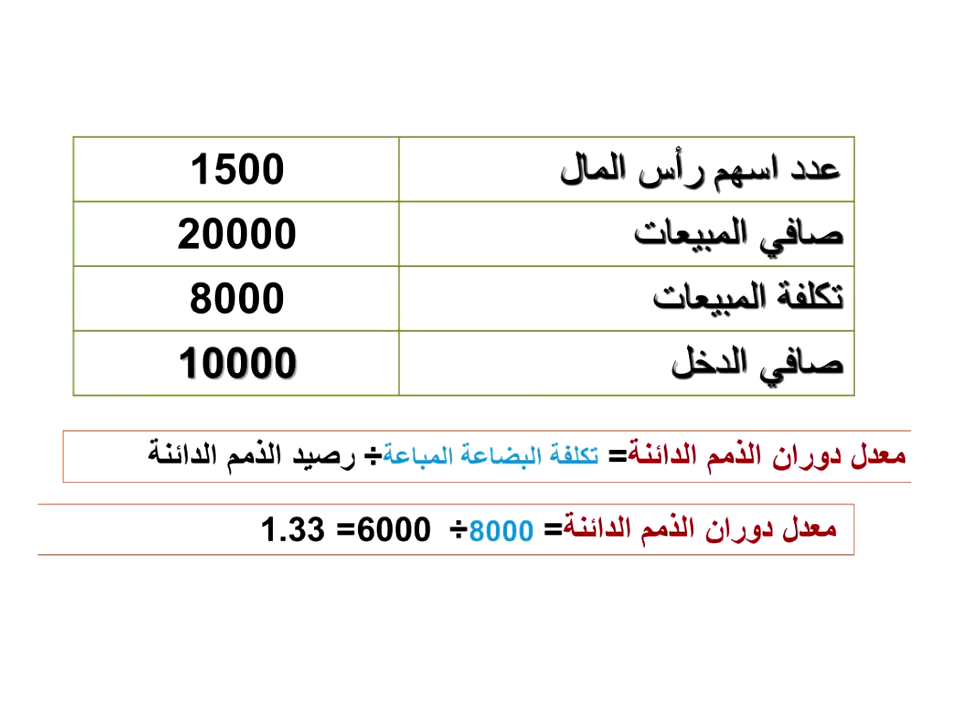 عدد اسهم رأس المال 1500
صافي المبيعات 20000
تكلفة المبيعات 8000
صافي الدخل 10000
معدل دوران الذمم الدائنة= تكلفة البضاعة المباعة÷ رصيد الذمم الدائنة
معدل دوران الذمم الدائنة= 8000÷ 6000= 1.33